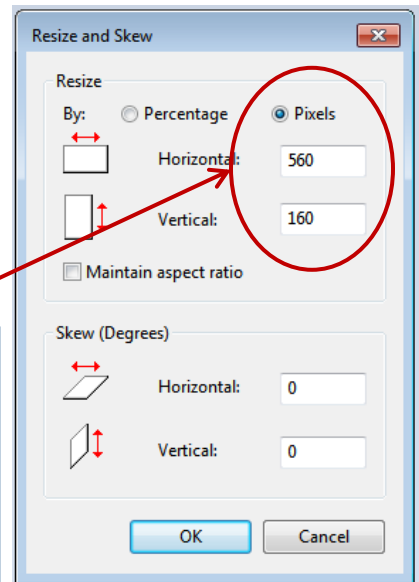 Resize and Skew
Resize
By: Percentage Pixels
Horizontal: 560
Vertical: 160
Maintain aspect ratio
Skew (Degrees)
Horizontal: 0
Vertical: 0
OK Cancel